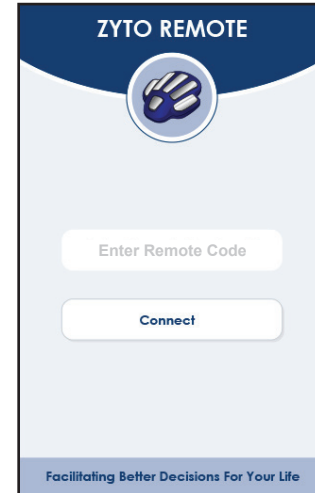 ZYTO REMOTE
Enter Remote Code
Connect
Facilitating Better Decisions For Your Life